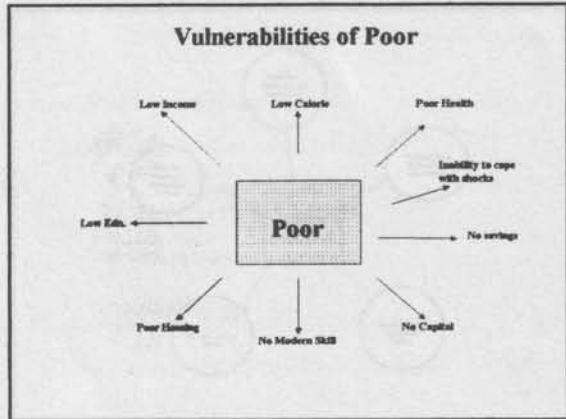 Vulnerabilities of Poor
Low Income
Low Calorie
Poor Health
Inability to cope
with shocks
Low Edn.
Poor
No savings
Poor Housing
No Modern Skill
No Capital